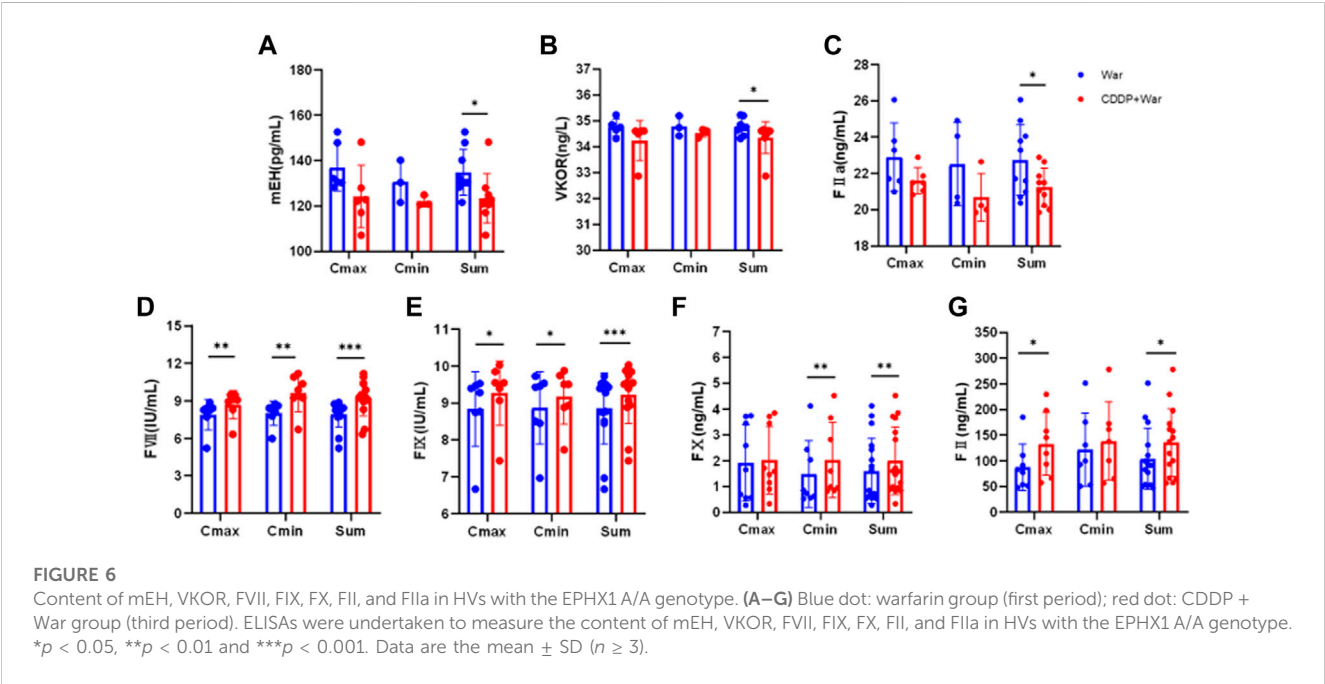 A
mEH(pg/mL)
180
160
140
120
100
*
Cmax Cmin Sum
B
VKOR(ng/L)
37
36
35
34
33
32
31
30
*
Cmax Cmin Sum
C
FⅡa(ng/mL)
28
26
24
22
20
18
*
Cmax Cmin Sum
War
CDDP+War
D
FⅦ(IU/mL)
15
12
9
6
3
0
** ** ***
Cmax Cmin Sum
E
FⅨ(IU/mL)
11
10
9
8
7
6
* * ***
Cmax Cmin Sum
F
FⅩ(ng/mL)
7
6
5
4
3
2
1
0
** **
Cmax Cmin Sum
G
FⅡ(ng/mL)
350
300
250
200
150
100
50
0
* *
Cmax Cmin Sum
FIGURE 6
Content of mEH, VKOR, FVII, FIX, FX, FII, and FIIa in HVs with the EPHX1 A/A genotype. (A–G) Blue dot: warfarin group (first period); red dot: CDDP +
War group (third period). ELISAs were undertaken to measure the content of mEH, VKOR, FVII, FIX, FX, FII, and FIIa in HVs with the EPHX1 A/A genotype.
*p < 0.05, **p < 0.01 and ***p < 0.001. Data are the mean ± SD (n ≥ 3).